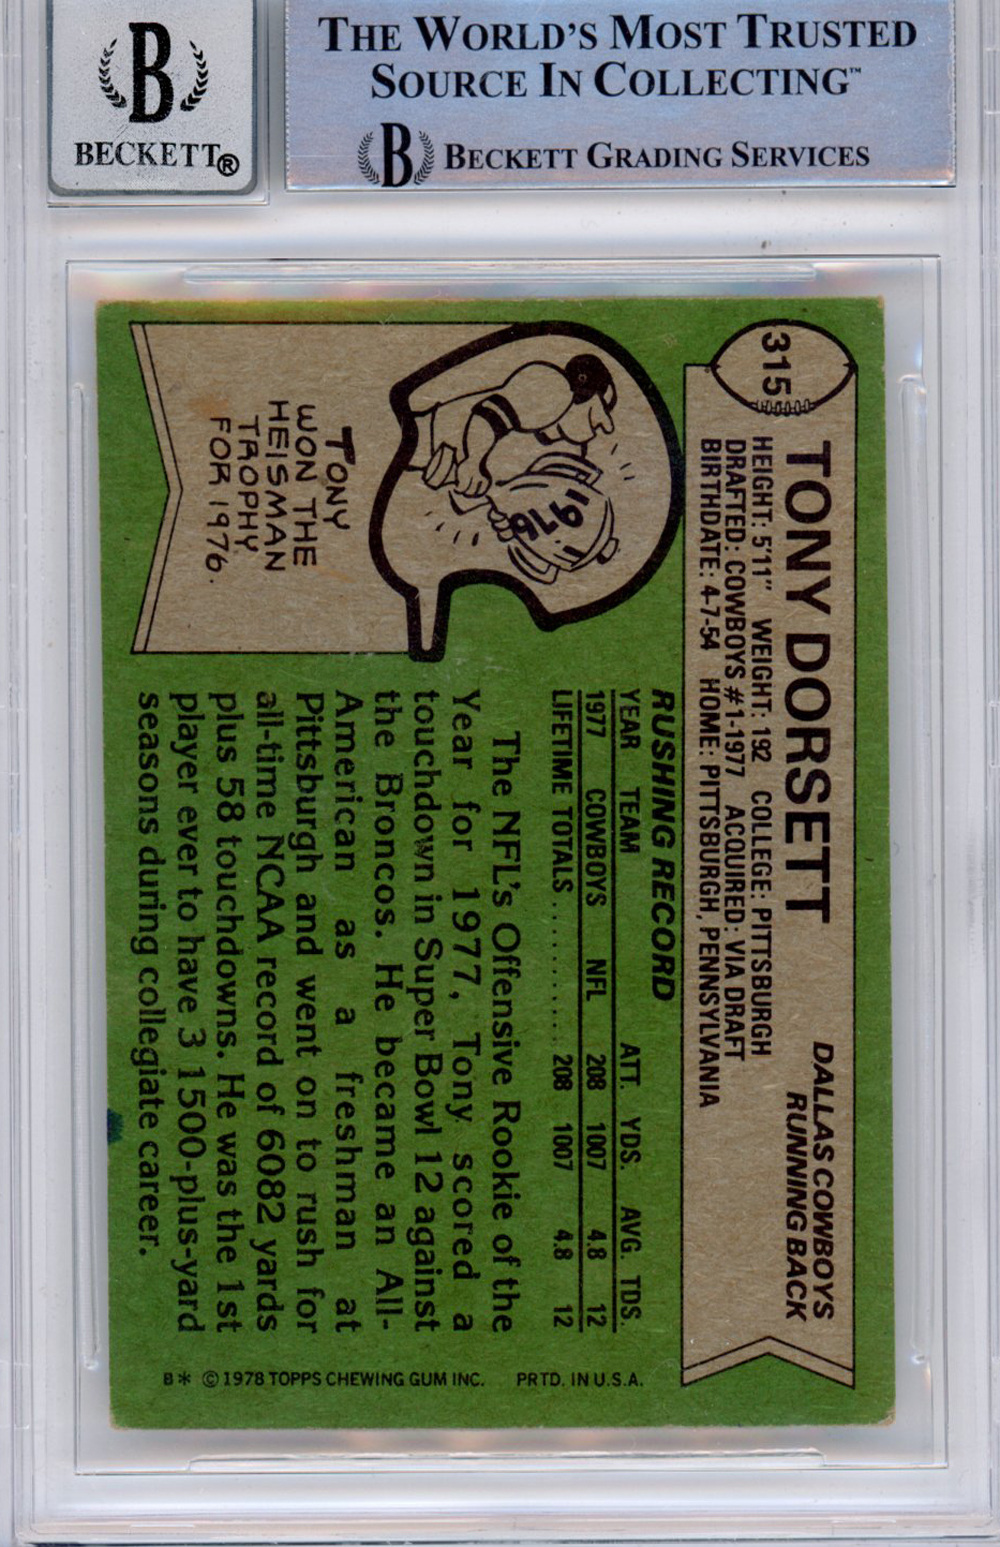 THE WORLD'S MOST TRUSTED
SOURCE IN COLLECTING™
B
BECKETT®
B BECKETT GRADING SERVICES
315
TONY DORSETT
DALLAS COWBOYS
RUNNING BACK
HEIGHT: 5'11" WEIGHT: 192 COLLEGE: PITTSBURGH
DRAFTED: COWBOYS #1-1977 ACQUIRED: VIA DRAFT
BIRTHDATE: 4-7-54 HOME: PITTSBURGH, PENNSYLVANIA
1976
TONY
WON THE
HEISMAN
TROPHY
FOR 1976.
RUSHING RECORD
YEAR TEAM ATT. YDS. AVG. TDS.
1977 COWBOYS NFL 208 1007 4.8 12
LIFETIME TOTALS .......... 208 1007 4.8 12
The NFL's Offensive Rookie of the
Year for 1977, Tony scored a
touchdown in Super Bowl 12 against
the Broncos. He became an All-
American as a freshman at
Pittsburgh and went on to rush for
all-time NCAA record of 6082 yards
plus 58 touchdowns. He was the 1st
player ever to have 3 1500-plus-yard
seasons during collegiate career.
B* © 1978 TOPPS CHEWING GUM INC. PRTD. IN U.S.A.